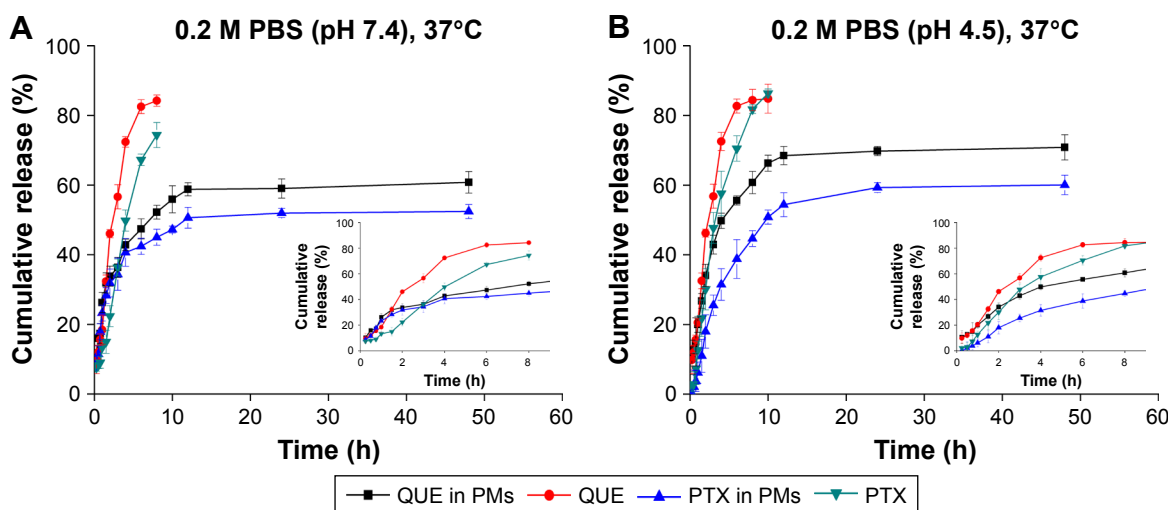 A
0.2 M PBS (pH 7.4), 37°C
Cumulative release (%)
100
80
60
40
20
0
0 10 20 30 40 50 60
Time (h)
Cumulative
release (%)
100
80
60
40
20
0
0 2 4 6 8
Time (h)
B
0.2 M PBS (pH 4.5), 37°C
Cumulative release (%)
100
80
60
40
20
0
0 10 20 30 40 50 60
Time (h)
Cumulative
release (%)
100
80
60
40
20
0
0 2 4 6 8
Time (h)
QUE in PMs QUE PTX in PMs PTX